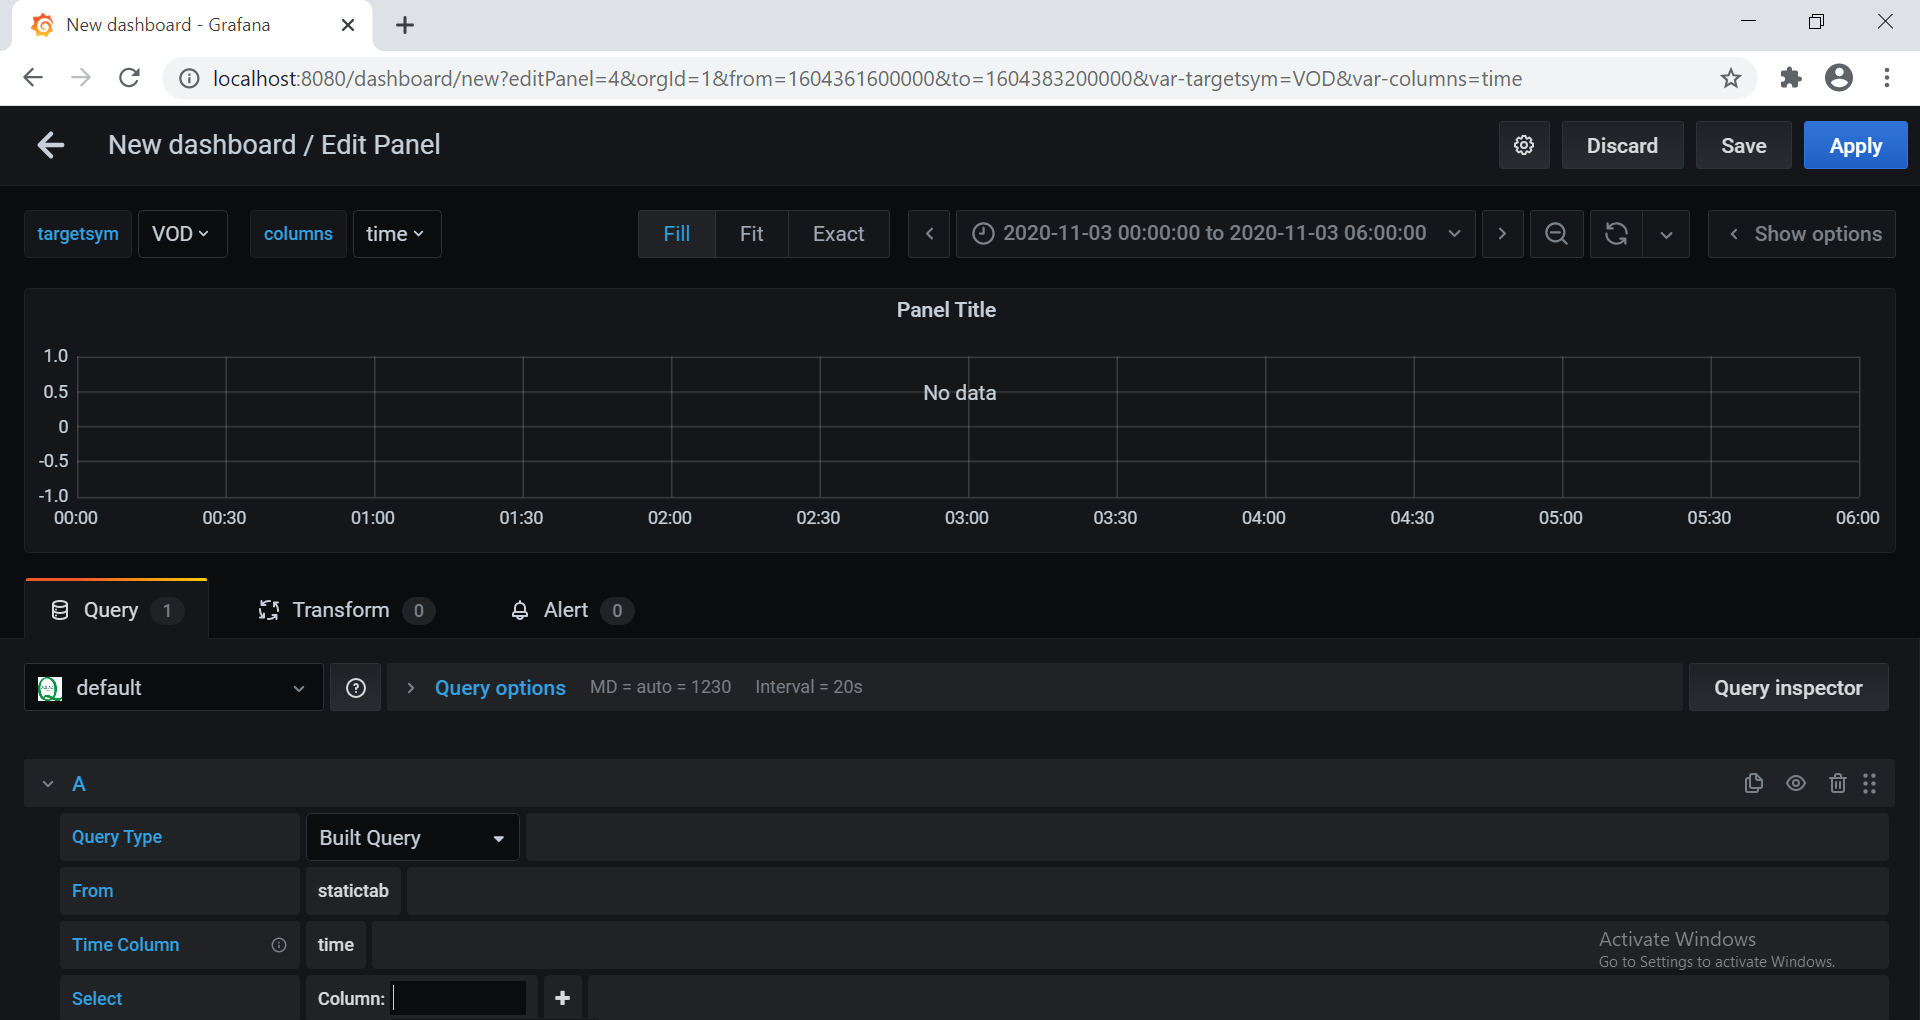 New dashboard - Grafana
localhost:8080/dashboard/new?editPanel=4&orgId=1&from=1604361600000&to=1604383200000&var-targetsym=VOD&var-columns=time
New dashboard / Edit Panel
Discard
Save
Apply
targetsym
VOD
columns
time
Fill
Fit
Exact
2020-11-03 00:00:00 to 2020-11-03 06:00:00
Show options
Panel Title
1.0
0.5
0
-0.5
-1.0
No data
00:00
00:30
01:00
01:30
02:00
02:30
03:00
03:30
04:00
04:30
05:00
05:30
06:00
Query 1
Transform 0
Alert 0
default
Query options
MD = auto = 1230
Interval = 20s
Query inspector
A
Query Type
Built Query
From
statictab
Time Column
time
Select
Column:
Activate Windows
Go to Settings to activate Windows.